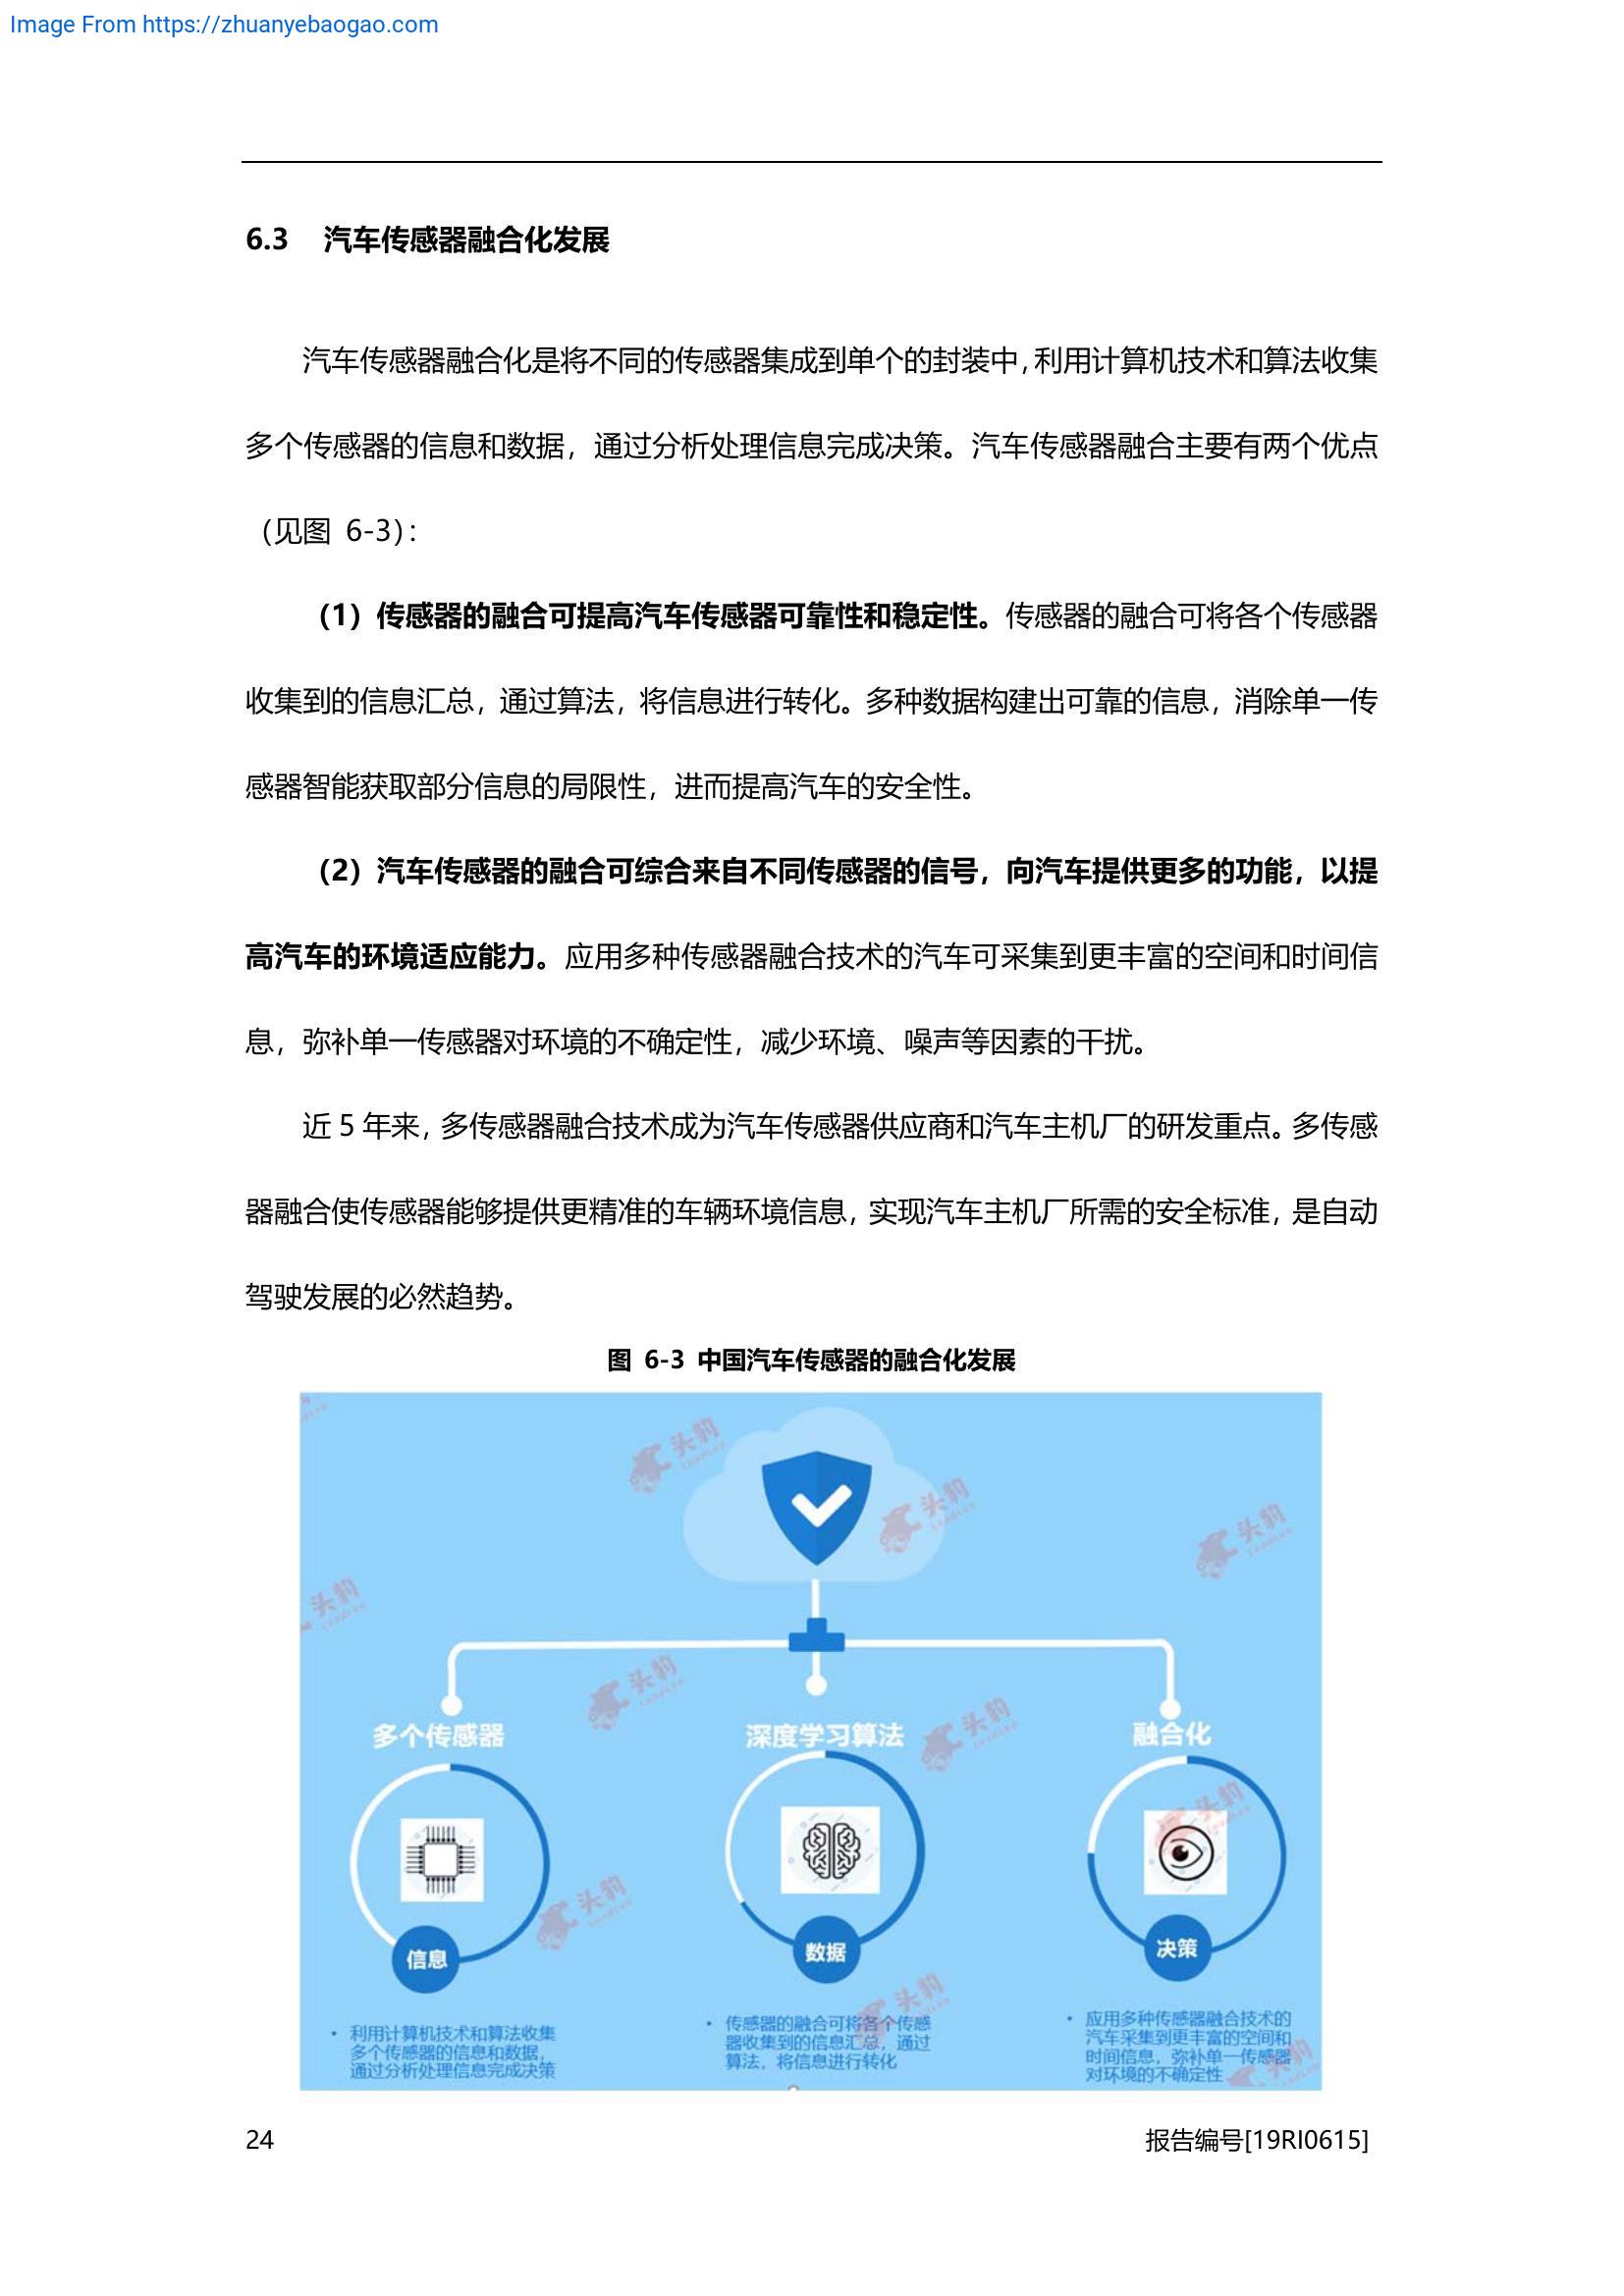 Image From https://zhuanyebaogao.com
6.3 汽车传感器融合化发展
汽车传感器融合化是将不同的传感器集成到单个的封装中，利用计算机技术和算法收集
多个传感器的信息和数据，通过分析处理信息完成决策。汽车传感器融合主要有两个优点
（见图 6-3）：
（1）传感器的融合可提高汽车传感器可靠性和稳定性。传感器的融合可将各个传感器
收集到的信息汇总，通过算法，将信息进行转化。多种数据构建出可靠的信息，消除单一传
感器智能获取部分信息的局限性，进而提高汽车的安全性。
（2）汽车传感器的融合可综合来自不同传感器的信号，向汽车提供更多的功能，以提
高汽车的环境适应能力。应用多种传感器融合技术的汽车可采集到更丰富的空间和时间信
息，弥补单一传感器对环境的不确定性，减少环境、噪声等因素的干扰。
近 5 年来，多传感器融合技术成为汽车传感器供应商和汽车主机厂的研发重点。多传感
器融合使传感器能够提供更精准的车辆环境信息，实现汽车主机厂所需的安全标准，是自动
驾驶发展的必然趋势。
图 6-3 中国汽车传感器的融合化发展
头豹
头豹
头豹
头豹
头豹
头豹
多个传感器
深度学习算法
融合化
头豹
头豹
信息
数据
决策
头豹
• 利用计算机技术和算法收集
多个传感器的信息和数据，
通过分析处理信息完成决策
• 传感器的融合可将各个传感
器收集到的信息汇总，通过
算法，将信息进行转化
• 应用多种传感器融合技术的
汽车采集到更丰富的空间和
时间信息，弥补单一传感器
对环境的不确定性
头豹
24
报告编号[19RI0615]